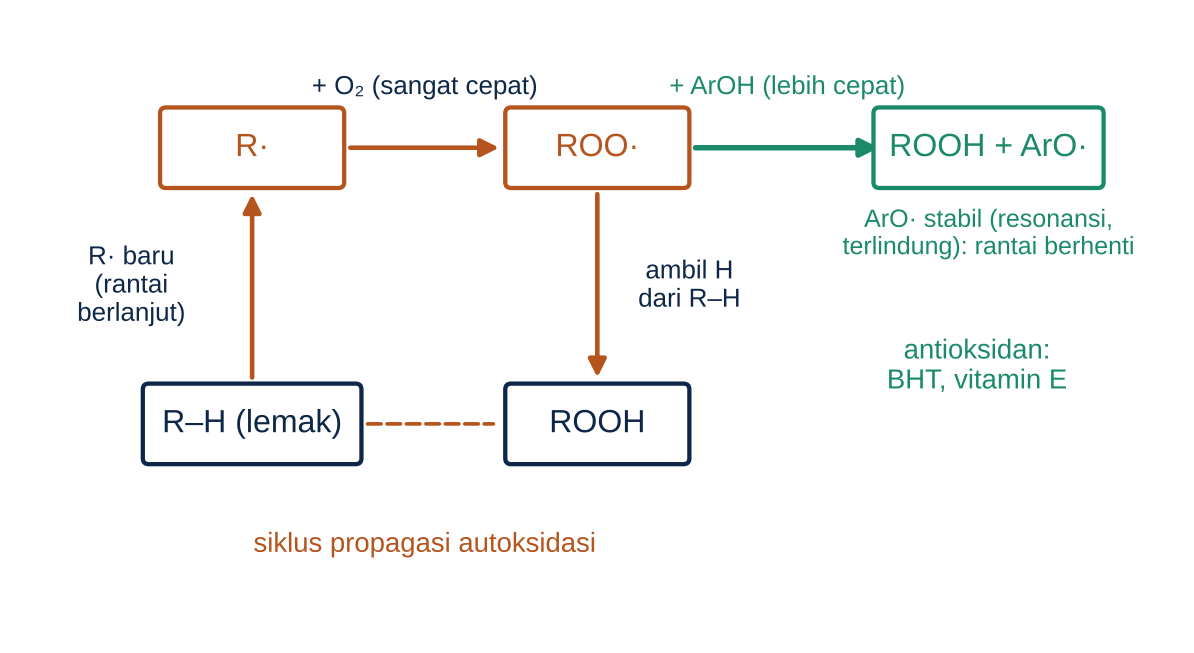 + O₂ (sangat cepat)
+ ArOH (lebih cepat)
R·
ROO·
ROOH + ArO·
ArO· stabil (resonansi,
terlindung): rantai berhenti
R· baru
(rantai
berlanjut)
ambil H
dari R–H
antioksidan:
BHT, vitamin E
R–H (lemak)
ROOH
siklus propagasi autoksidasi